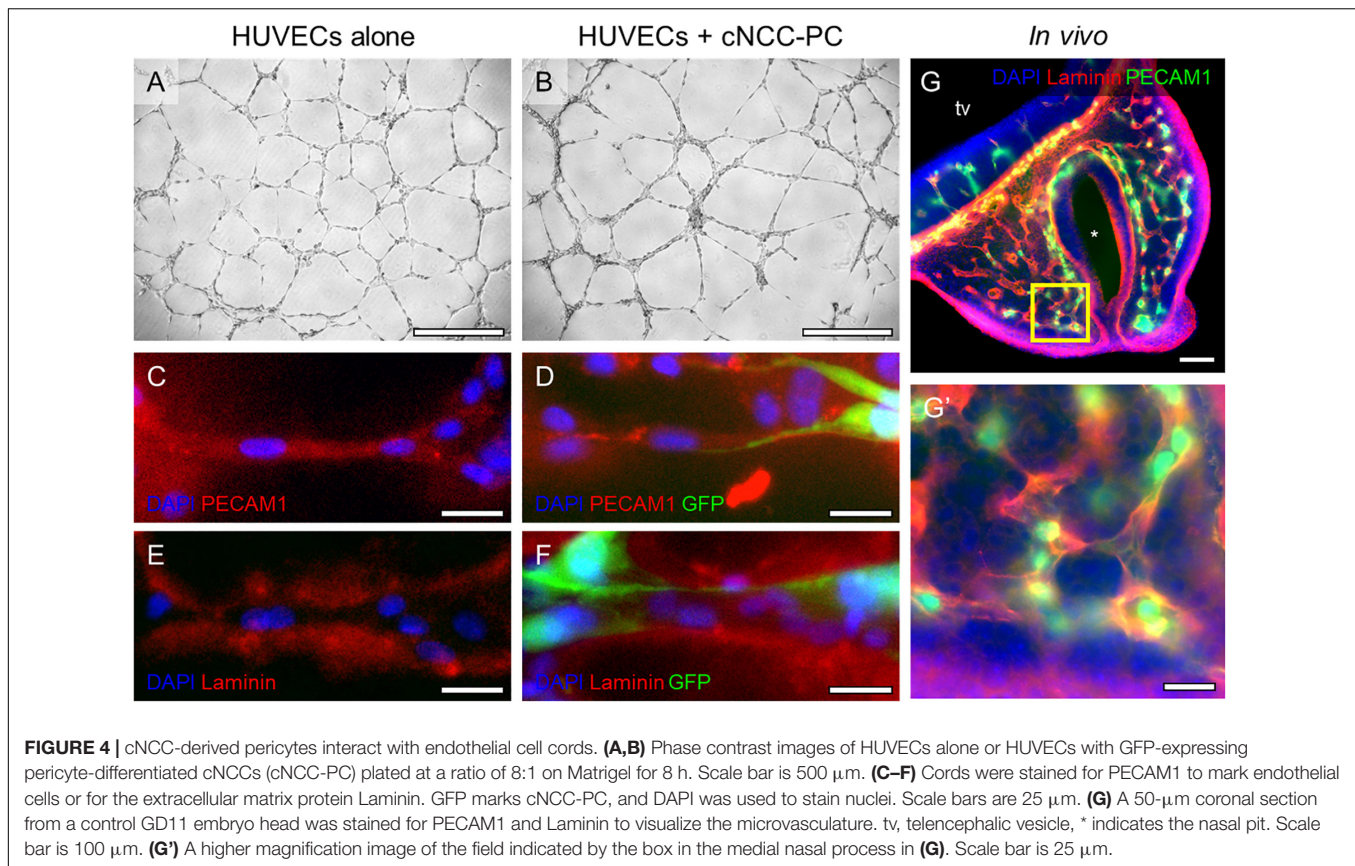 HUVECs alone
HUVECs + cNCC-PC
In vivo
A
B
G
DAPI Laminin PECAM1
tv
*
C
DAPI PECAM1
D
DAPI PECAM1 GFP
G'
E
DAPI Laminin
F
DAPI Laminin GFP
FIGURE 4 | cNCC-derived pericytes interact with endothelial cell cords. (A,B) Phase contrast images of HUVECs alone or HUVECs with GFP-expressing
pericyte-differentiated cNCCs (cNCC-PC) plated at a ratio of 8:1 on Matrigel for 8 h. Scale bar is 500 μm. (C–F) Cords were stained for PECAM1 to mark endothelial
cells or for the extracellular matrix protein Laminin. GFP marks cNCC-PC, and DAPI was used to stain nuclei. Scale bars are 25 μm. (G) A 50-μm coronal section
from a control GD11 embryo head was stained for PECAM1 and Laminin to visualize the microvasculature. tv, telencephalic vesicle, * indicates the nasal pit. Scale
bar is 100 μm. (G') A higher magnification image of the field indicated by the box in the medial nasal process in (G). Scale bar is 25 μm.